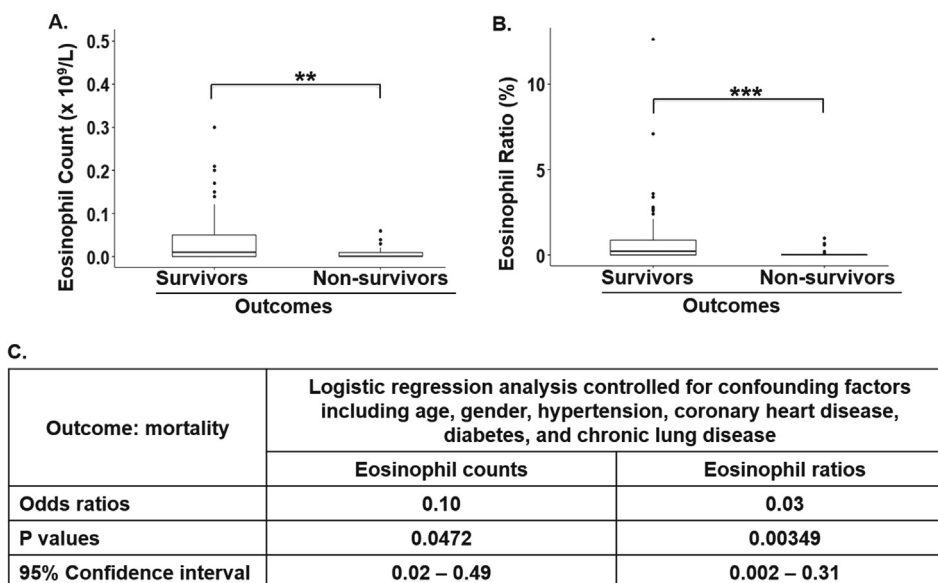 A.
Eosinophil Count (x 10⁹/L)
0.5
0.4
0.3
0.2
0.1
0.0
**
Survivors Non-survivors
Outcomes
B.
Eosinophil Ratio (%)
10
5
0
***
Survivors Non-survivors
Outcomes
C.
Outcome: mortality
Logistic regression analysis controlled for confounding factors
including age, gender, hypertension, coronary heart disease,
diabetes, and chronic lung disease
Eosinophil counts Eosinophil ratios
Odds ratios 0.10 0.03
P values 0.0472 0.00349
95% Confidence interval 0.02 – 0.49 0.002 – 0.31